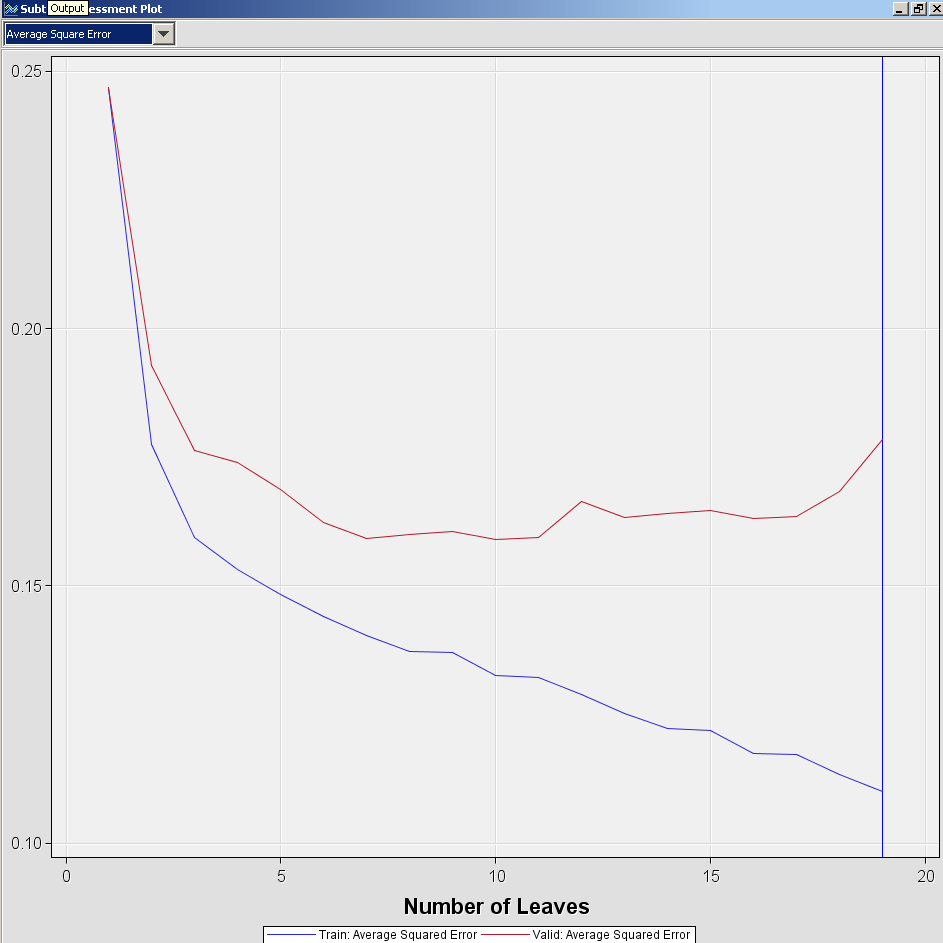 Subt Output essment Plot
Average Square Error
0.25
0.20
0.15
0.10
0 5 10 15 20
Number of Leaves
Train: Average Squared Error Valid: Average Squared Error